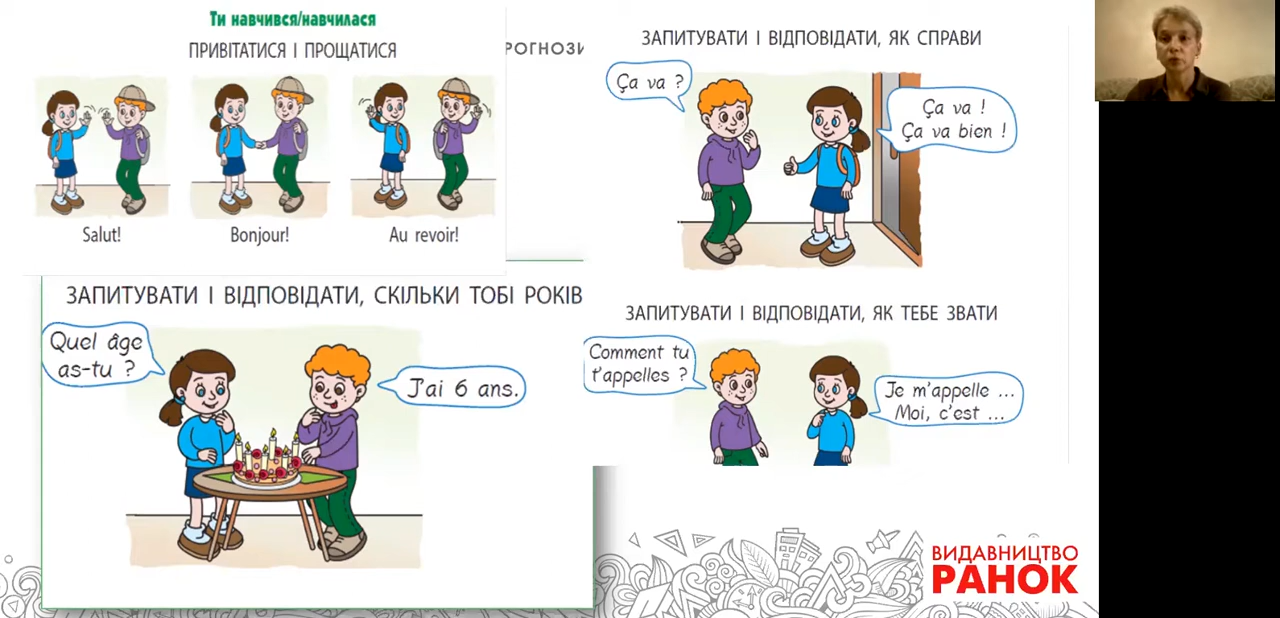 Ти навчився/навчилася
ПРИВІТАТИСЯ І ПРОЩАТИСЯ
Salut!
Bonjour!
Au revoir!
РОГНОЗИ
ЗАПИТУВАТИ І ВІДПОВІДАТИ, ЯК СПРАВИ
Ça va ?
Ça va !
Ça va bien !
ЗАПИТУВАТИ І ВІДПОВІДАТИ, СКІЛЬКИ ТОБІ РОКІВ
Quel âge
as-tu ?
J'ai 6 ans.
ЗАПИТУВАТИ І ВІДПОВІДАТИ, ЯК ТЕБЕ ЗВАТИ
Comment tu
t'appelles ?
Je m'appelle ...
Moi, c'est ...
ВИДАВНИЦТВО
РАНОК